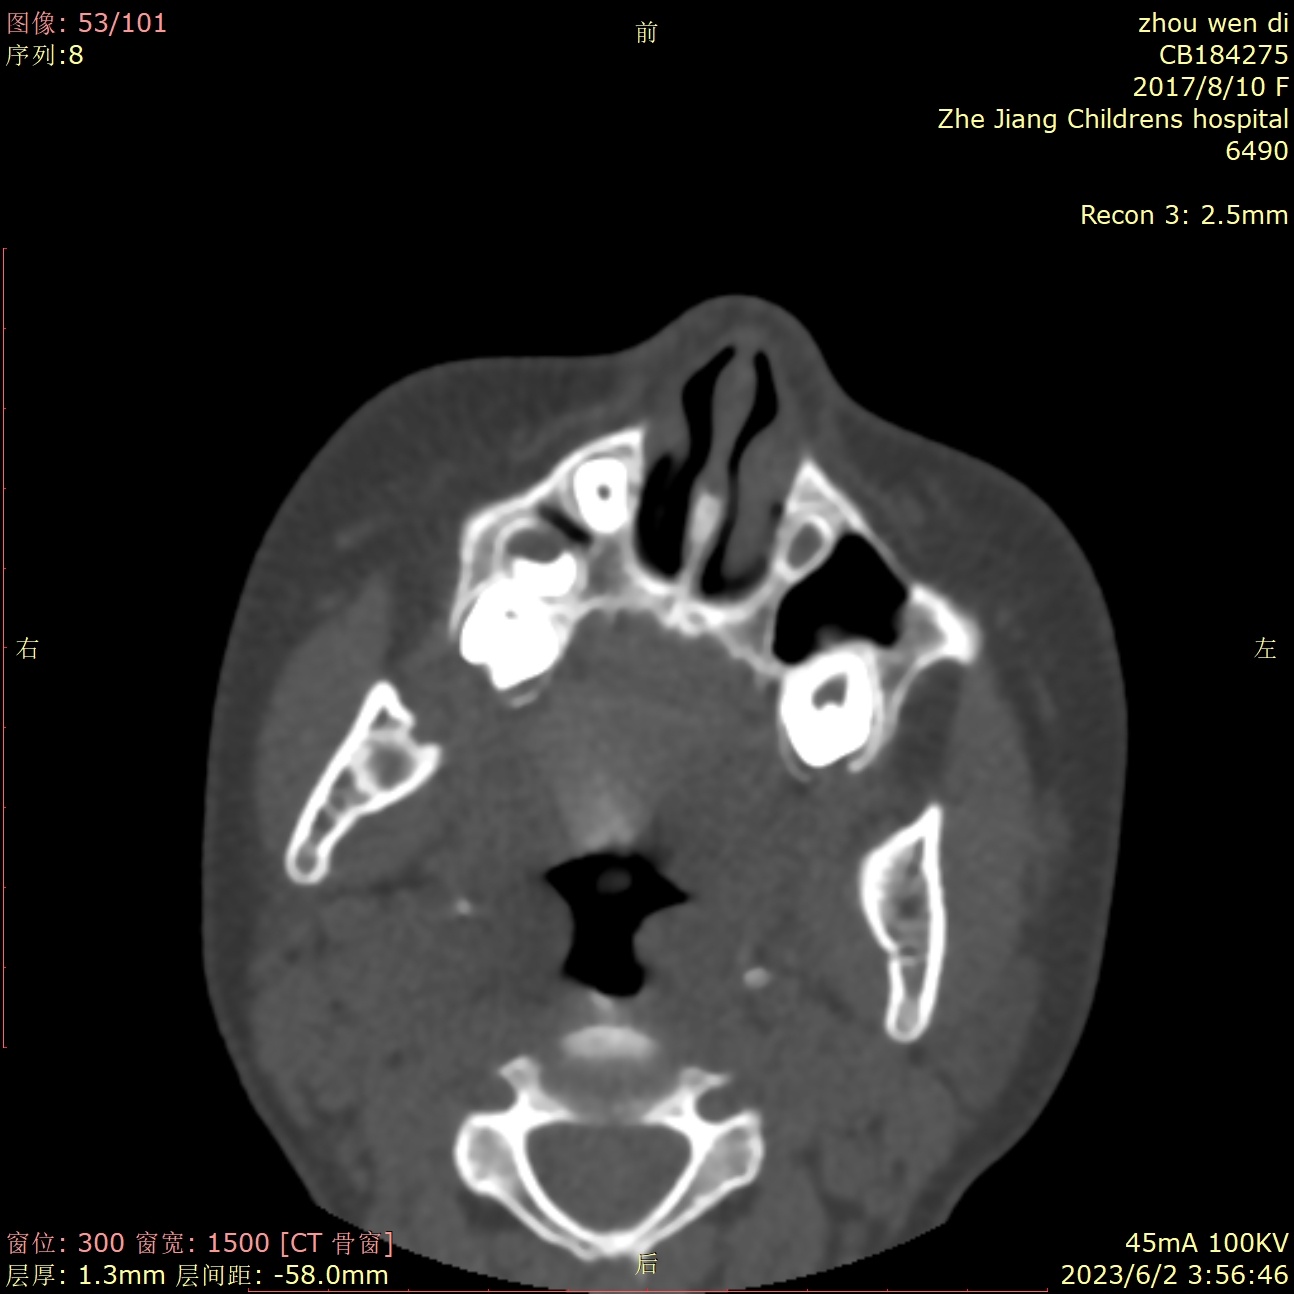 图像: 53/101
序列:8
前
zhou wen di
CB184275
2017/8/10 F
Zhe Jiang Childrens hospital
6490
Recon 3: 2.5mm
右
左
窗位: 300 窗宽: 1500 [CT 骨窗]
层厚: 1.3mm 层间距: -58.0mm
后
45mA 100KV
2023/6/2 3:56:46